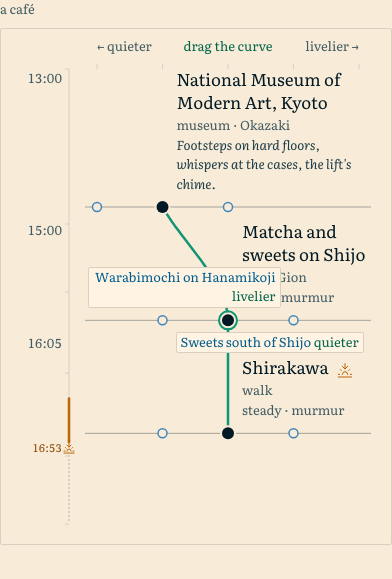 a café
← quieter drag the curve livelier →
13:00
National Museum of
Modern Art, Kyoto
museum · Okazaki
Footsteps on hard floors,
whispers at the cases, the lift's
chime.
15:00
Matcha and
sweets on Shijo
Gion
Warabimochi on Hanamikoji
livelier
murmur
16:05
Sweets south of Shijo quieter
Shirakawa
walk
steady · murmur
16:53